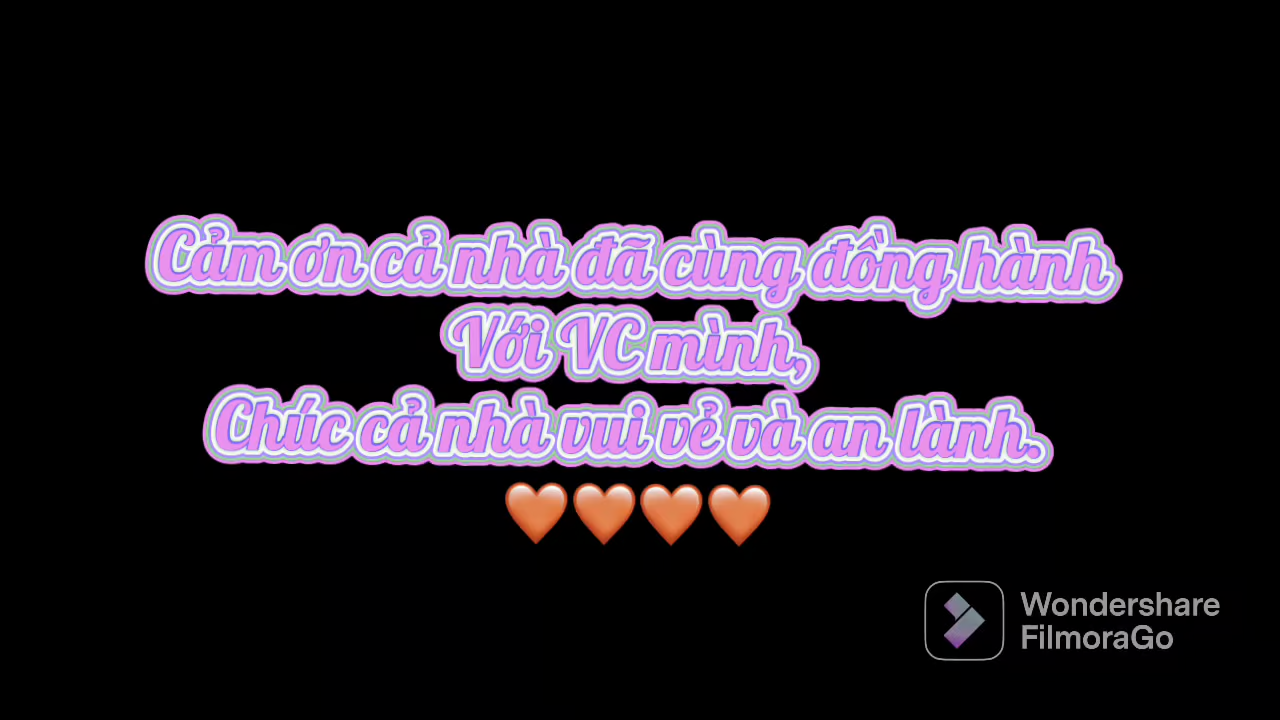 Cảm ơn cả nhà đã cùng đồng hành
Với VC mình,
Chúc cả nhà vui vẻ và an lành.
🧡🧡🧡🧡
Wondershare
FilmoraGo